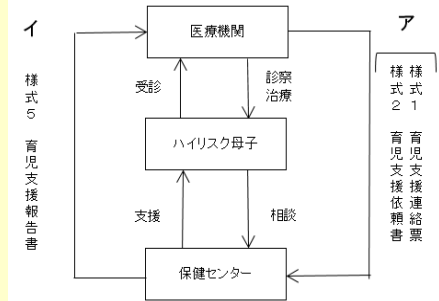 イ
医療機関
ア
受診
診察
治療
様式１　育児支援連絡票
様式２　育児支援依頼書
様式５　育児支援報告書
ハイリスク母子
支援
相談
保健センター